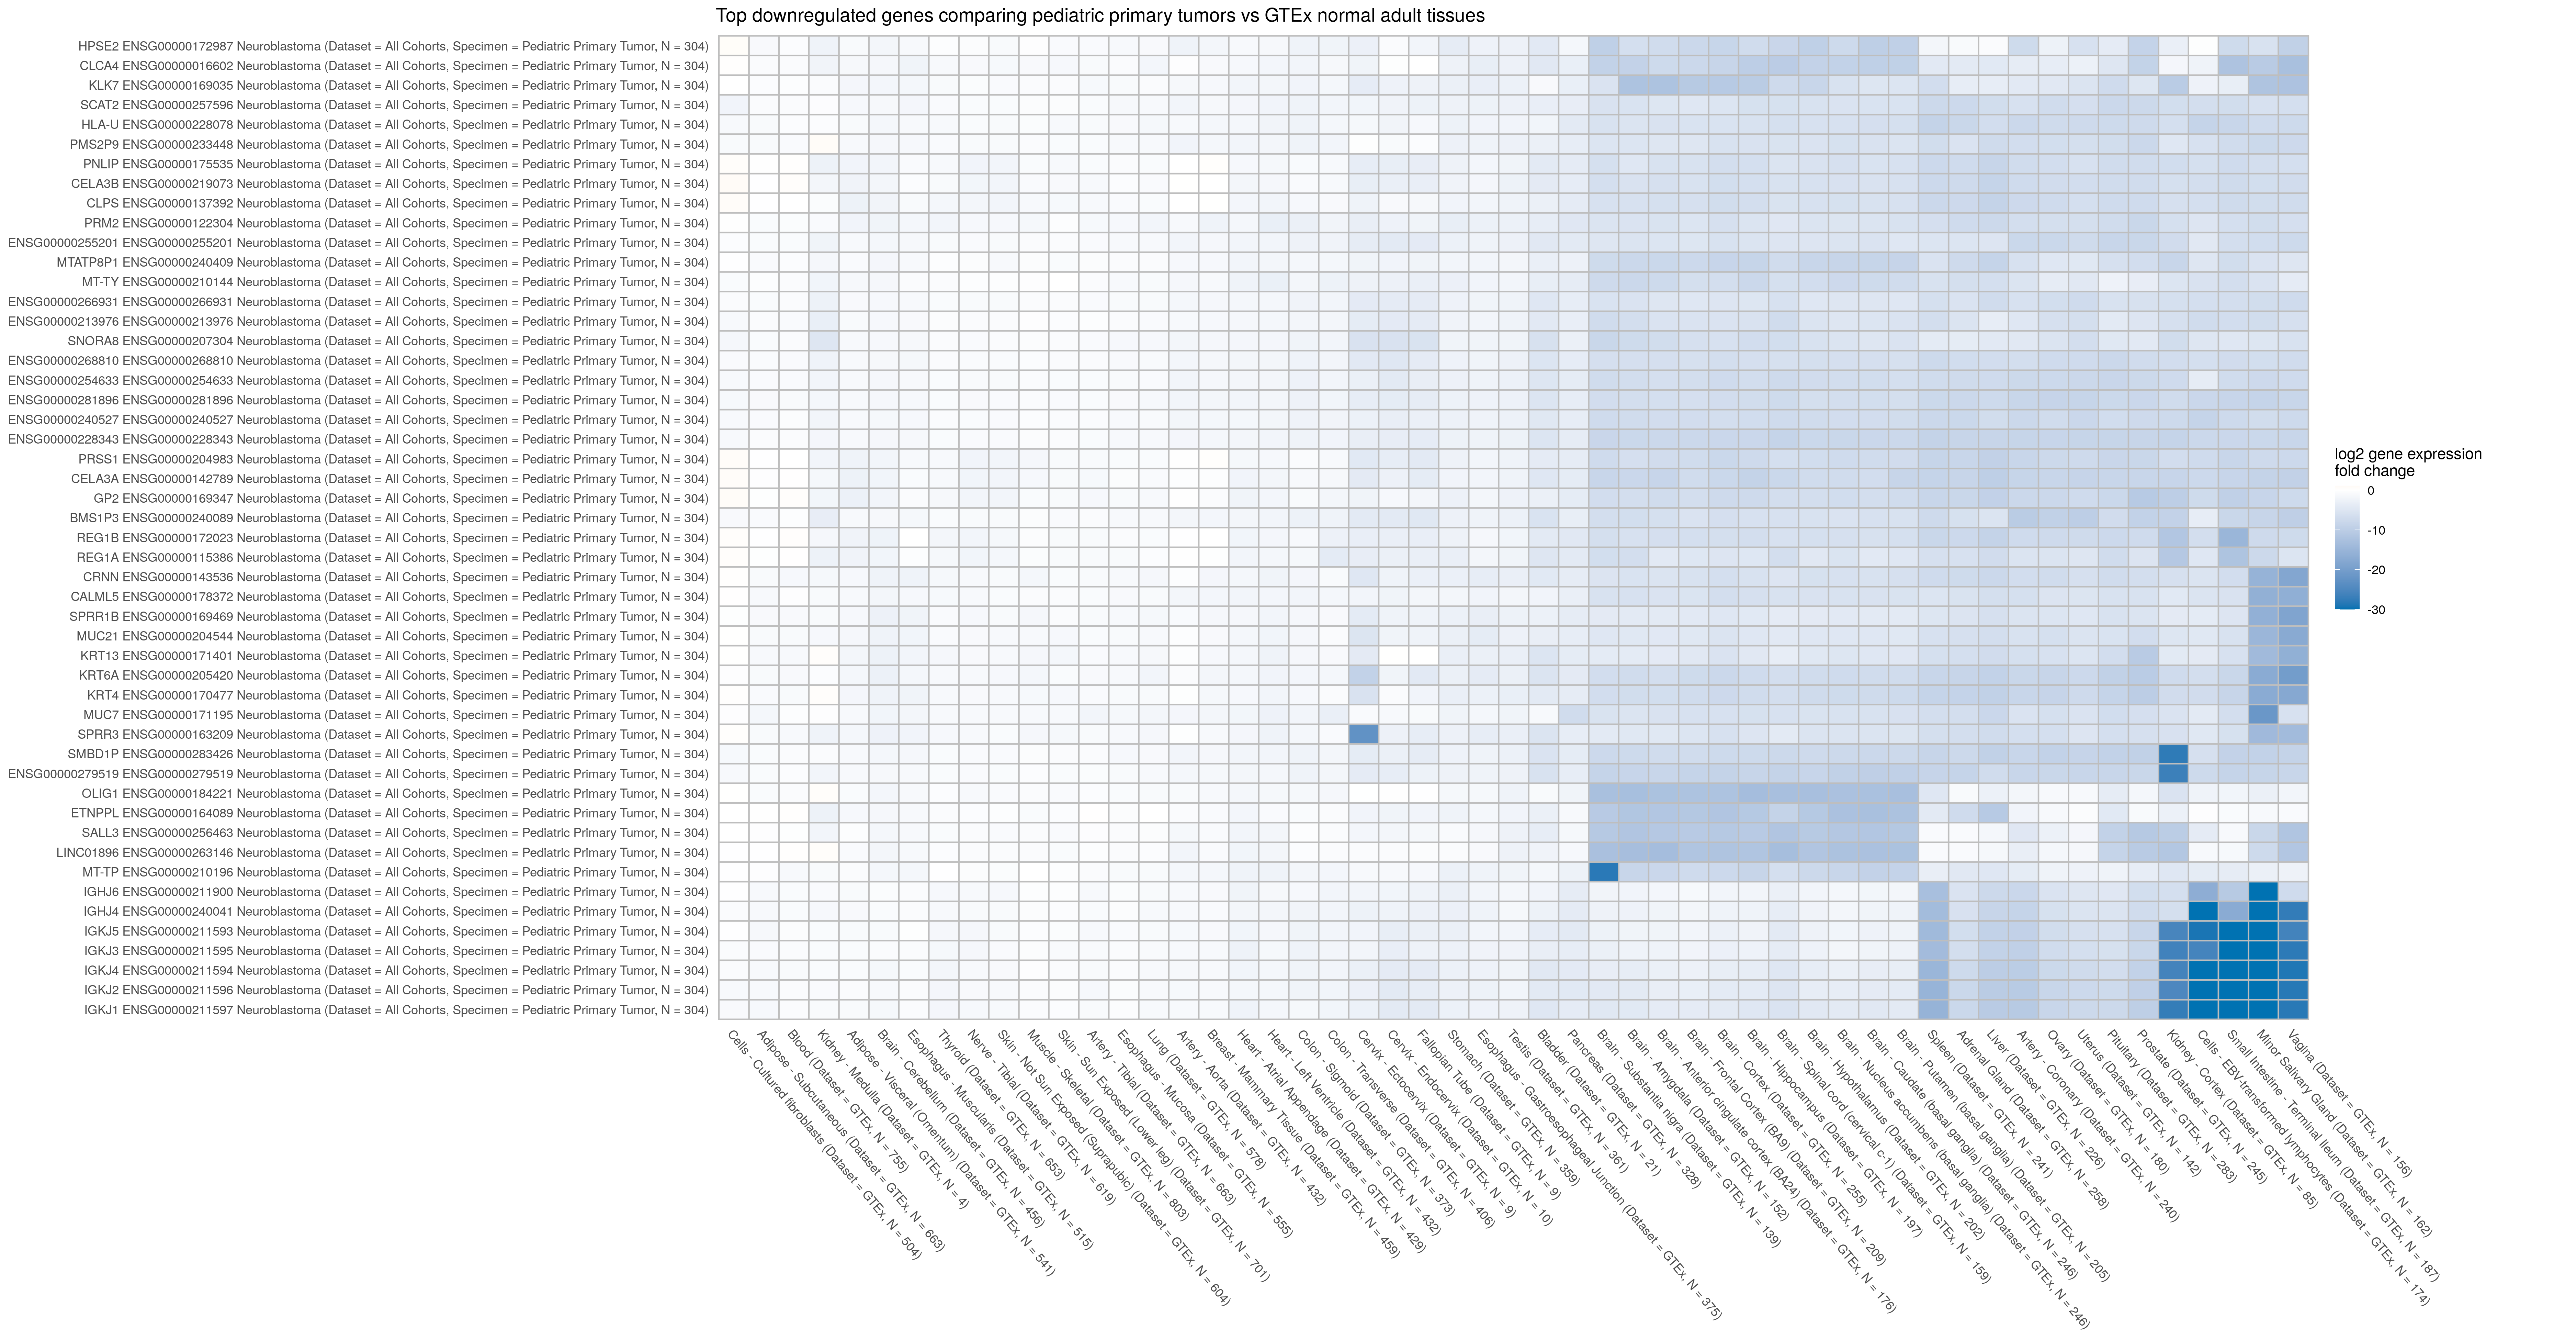 Top downregulated genes comparing pediatric primary tumors vs GTEx normal adult tissues
HPSE2 ENSG00000172987 Neuroblastoma (Dataset = All Cohorts, Specimen = Pediatric Primary Tumor, N = 304)
CLCA4 ENSG00000016602 Neuroblastoma (Dataset = All Cohorts, Specimen = Pediatric Primary Tumor, N = 304)
KLK7 ENSG00000169035 Neuroblastoma (Dataset = All Cohorts, Specimen = Pediatric Primary Tumor, N = 304)
SCAT2 ENSG00000257596 Neuroblastoma (Dataset = All Cohorts, Specimen = Pediatric Primary Tumor, N = 304)
HLA-U ENSG00000228078 Neuroblastoma (Dataset = All Cohorts, Specimen = Pediatric Primary Tumor, N = 304)
PMS2P9 ENSG00000233448 Neuroblastoma (Dataset = All Cohorts, Specimen = Pediatric Primary Tumor, N = 304)
PNLIP ENSG00000175535 Neuroblastoma (Dataset = All Cohorts, Specimen = Pediatric Primary Tumor, N = 304)
CELA3B ENSG00000219073 Neuroblastoma (Dataset = All Cohorts, Specimen = Pediatric Primary Tumor, N = 304)
CLPS ENSG00000137392 Neuroblastoma (Dataset = All Cohorts, Specimen = Pediatric Primary Tumor, N = 304)
PRM2 ENSG00000122304 Neuroblastoma (Dataset = All Cohorts, Specimen = Pediatric Primary Tumor, N = 304)
ENSG00000255201 ENSG00000255201 Neuroblastoma (Dataset = All Cohorts, Specimen = Pediatric Primary Tumor, N = 304)
MTATP8P1 ENSG00000240409 Neuroblastoma (Dataset = All Cohorts, Specimen = Pediatric Primary Tumor, N = 304)
MT-TY ENSG00000210144 Neuroblastoma (Dataset = All Cohorts, Specimen = Pediatric Primary Tumor, N = 304)
ENSG00000266931 ENSG00000266931 Neuroblastoma (Dataset = All Cohorts, Specimen = Pediatric Primary Tumor, N = 304)
ENSG00000213976 ENSG00000213976 Neuroblastoma (Dataset = All Cohorts, Specimen = Pediatric Primary Tumor, N = 304)
SNORA8 ENSG00000207304 Neuroblastoma (Dataset = All Cohorts, Specimen = Pediatric Primary Tumor, N = 304)
ENSG00000268810 ENSG00000268810 Neuroblastoma (Dataset = All Cohorts, Specimen = Pediatric Primary Tumor, N = 304)
ENSG00000254633 ENSG00000254633 Neuroblastoma (Dataset = All Cohorts, Specimen = Pediatric Primary Tumor, N = 304)
ENSG00000281896 ENSG00000281896 Neuroblastoma (Dataset = All Cohorts, Specimen = Pediatric Primary Tumor, N = 304)
ENSG00000240527 ENSG00000240527 Neuroblastoma (Dataset = All Cohorts, Specimen = Pediatric Primary Tumor, N = 304)
ENSG00000228343 ENSG00000228343 Neuroblastoma (Dataset = All Cohorts, Specimen = Pediatric Primary Tumor, N = 304)
PRSS1 ENSG00000204983 Neuroblastoma (Dataset = All Cohorts, Specimen = Pediatric Primary Tumor, N = 304)
CELA3A ENSG00000142789 Neuroblastoma (Dataset = All Cohorts, Specimen = Pediatric Primary Tumor, N = 304)
GP2 ENSG00000169347 Neuroblastoma (Dataset = All Cohorts, Specimen = Pediatric Primary Tumor, N = 304)
BMS1P3 ENSG00000240089 Neuroblastoma (Dataset = All Cohorts, Specimen = Pediatric Primary Tumor, N = 304)
REG1B ENSG00000172023 Neuroblastoma (Dataset = All Cohorts, Specimen = Pediatric Primary Tumor, N = 304)
REG1A ENSG00000115386 Neuroblastoma (Dataset = All Cohorts, Specimen = Pediatric Primary Tumor, N = 304)
CRNN ENSG00000143536 Neuroblastoma (Dataset = All Cohorts, Specimen = Pediatric Primary Tumor, N = 304)
CALML5 ENSG00000178372 Neuroblastoma (Dataset = All Cohorts, Specimen = Pediatric Primary Tumor, N = 304)
SPRR1B ENSG00000169469 Neuroblastoma (Dataset = All Cohorts, Specimen = Pediatric Primary Tumor, N = 304)
MUC21 ENSG00000204544 Neuroblastoma (Dataset = All Cohorts, Specimen = Pediatric Primary Tumor, N = 304)
KRT13 ENSG00000171401 Neuroblastoma (Dataset = All Cohorts, Specimen = Pediatric Primary Tumor, N = 304)
KRT6A ENSG00000205420 Neuroblastoma (Dataset = All Cohorts, Specimen = Pediatric Primary Tumor, N = 304)
KRT4 ENSG00000170477 Neuroblastoma (Dataset = All Cohorts, Specimen = Pediatric Primary Tumor, N = 304)
MUC7 ENSG00000171195 Neuroblastoma (Dataset = All Cohorts, Specimen = Pediatric Primary Tumor, N = 304)
SPRR3 ENSG00000163209 Neuroblastoma (Dataset = All Cohorts, Specimen = Pediatric Primary Tumor, N = 304)
SMBD1P ENSG00000283426 Neuroblastoma (Dataset = All Cohorts, Specimen = Pediatric Primary Tumor, N = 304)
ENSG00000279519 ENSG00000279519 Neuroblastoma (Dataset = All Cohorts, Specimen = Pediatric Primary Tumor, N = 304)
OLIG1 ENSG00000184221 Neuroblastoma (Dataset = All Cohorts, Specimen = Pediatric Primary Tumor, N = 304)
ETNPPL ENSG00000164089 Neuroblastoma (Dataset = All Cohorts, Specimen = Pediatric Primary Tumor, N = 304)
SALL3 ENSG00000256463 Neuroblastoma (Dataset = All Cohorts, Specimen = Pediatric Primary Tumor, N = 304)
LINC01896 ENSG00000263146 Neuroblastoma (Dataset = All Cohorts, Specimen = Pediatric Primary Tumor, N = 304)
MT-TP ENSG00000210196 Neuroblastoma (Dataset = All Cohorts, Specimen = Pediatric Primary Tumor, N = 304)
IGHJ6 ENSG00000211900 Neuroblastoma (Dataset = All Cohorts, Specimen = Pediatric Primary Tumor, N = 304)
IGHJ4 ENSG00000240041 Neuroblastoma (Dataset = All Cohorts, Specimen = Pediatric Primary Tumor, N = 304)
IGKJ5 ENSG00000211593 Neuroblastoma (Dataset = All Cohorts, Specimen = Pediatric Primary Tumor, N = 304)
IGKJ3 ENSG00000211595 Neuroblastoma (Dataset = All Cohorts, Specimen = Pediatric Primary Tumor, N = 304)
IGKJ4 ENSG00000211594 Neuroblastoma (Dataset = All Cohorts, Specimen = Pediatric Primary Tumor, N = 304)
IGKJ2 ENSG00000211596 Neuroblastoma (Dataset = All Cohorts, Specimen = Pediatric Primary Tumor, N = 304)
IGKJ1 ENSG00000211597 Neuroblastoma (Dataset = All Cohorts, Specimen = Pediatric Primary Tumor, N = 304)
Cells - Cultured fibroblasts (Dataset = GTEx, N = 504)
Adipose - Subcutaneous (Dataset = GTEx, N = 663)
Blood (Dataset = GTEx, N = 755)
Kidney - Medulla (Dataset = GTEx, N = 4)
Adipose - Visceral (Omentum) (Dataset = GTEx, N = 541)
Brain - Cerebellum (Dataset = GTEx, N = 456)
Esophagus - Muscularis (Dataset = GTEx, N = 515)
Thyroid (Dataset = GTEx, N = 653)
Nerve - Tibial (Dataset = GTEx, N = 619)
Skin - Not Sun Exposed (Suprapubic) (Dataset = GTEx, N = 604)
Muscle - Skeletal (Dataset = GTEx, N = 803)
Skin - Sun Exposed (Lower leg) (Dataset = GTEx, N = 701)
Artery - Tibial (Dataset = GTEx, N = 663)
Esophagus - Mucosa (Dataset = GTEx, N = 555)
Lung (Dataset = GTEx, N = 578)
Artery - Aorta (Dataset = GTEx, N = 432)
Breast - Mammary Tissue (Dataset = GTEx, N = 459)
Heart - Atrial Appendage (Dataset = GTEx, N = 429)
Heart - Left Ventricle (Dataset = GTEx, N = 432)
Colon - Sigmoid (Dataset = GTEx, N = 373)
Colon - Transverse (Dataset = GTEx, N = 406)
Cervix - Ectocervix (Dataset = GTEx, N = 9)
Cervix - Endocervix (Dataset = GTEx, N = 10)
Fallopian Tube (Dataset = GTEx, N = 9)
Stomach (Dataset = GTEx, N = 359)
Esophagus - Gastroesophageal Junction (Dataset = GTEx, N = 375)
Testis (Dataset = GTEx, N = 361)
Bladder (Dataset = GTEx, N = 21)
Pancreas (Dataset = GTEx, N = 328)
Brain - Substantia nigra (Dataset = GTEx, N = 139)
Brain - Amygdala (Dataset = GTEx, N = 152)
Brain - Anterior cingulate cortex (BA24) (Dataset = GTEx, N = 176)
Brain - Frontal Cortex (BA9) (Dataset = GTEx, N = 209)
Brain - Cortex (Dataset = GTEx, N = 255)
Brain - Hippocampus (Dataset = GTEx, N = 197)
Brain - Spinal cord (cervical c-1) (Dataset = GTEx, N = 159)
Brain - Hypothalamus (Dataset = GTEx, N = 202)
Brain - Nucleus accumbens (basal ganglia) (Dataset = GTEx, N = 246)
Brain - Caudate (basal ganglia) (Dataset = GTEx, N = 246)
Brain - Putamen (basal ganglia) (Dataset = GTEx, N = 205)
Spleen (Dataset = GTEx, N = 241)
Adrenal Gland (Dataset = GTEx, N = 258)
Liver (Dataset = GTEx, N = 226)
Artery - Coronary (Dataset = GTEx, N = 240)
Ovary (Dataset = GTEx, N = 180)
Uterus (Dataset = GTEx, N = 142)
Pituitary (Dataset = GTEx, N = 283)
Prostate (Dataset = GTEx, N = 245)
Kidney - Cortex (Dataset = GTEx, N = 85)
Cells - EBV-transformed lymphocytes (Dataset = GTEx, N = 174)
Small Intestine - Terminal Ileum (Dataset = GTEx, N = 187)
Minor Salivary Gland (Dataset = GTEx, N = 162)
Vagina (Dataset = GTEx, N = 156)
log2 gene expression
fold change
0
-10
-20
-30